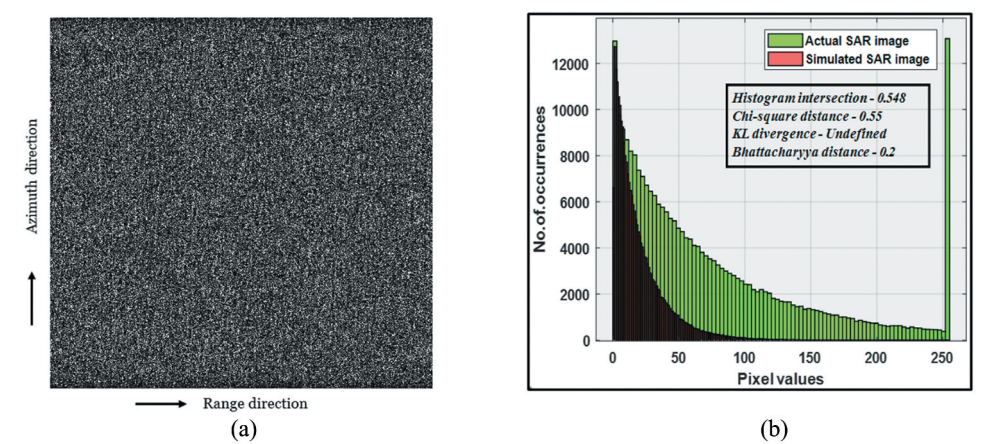 Azimuth direction
Range direction
(a)
Actual SAR image
Simulated SAR image
Histogram intersection - 0.548
Chi-square distance - 0.55
KL divergence - Undefined
Bhattacharyya distance - 0.2
No.of.occurrences
12000
10000
8000
6000
4000
2000
0
0 50 100 150 200 250
Pixel values
(b)